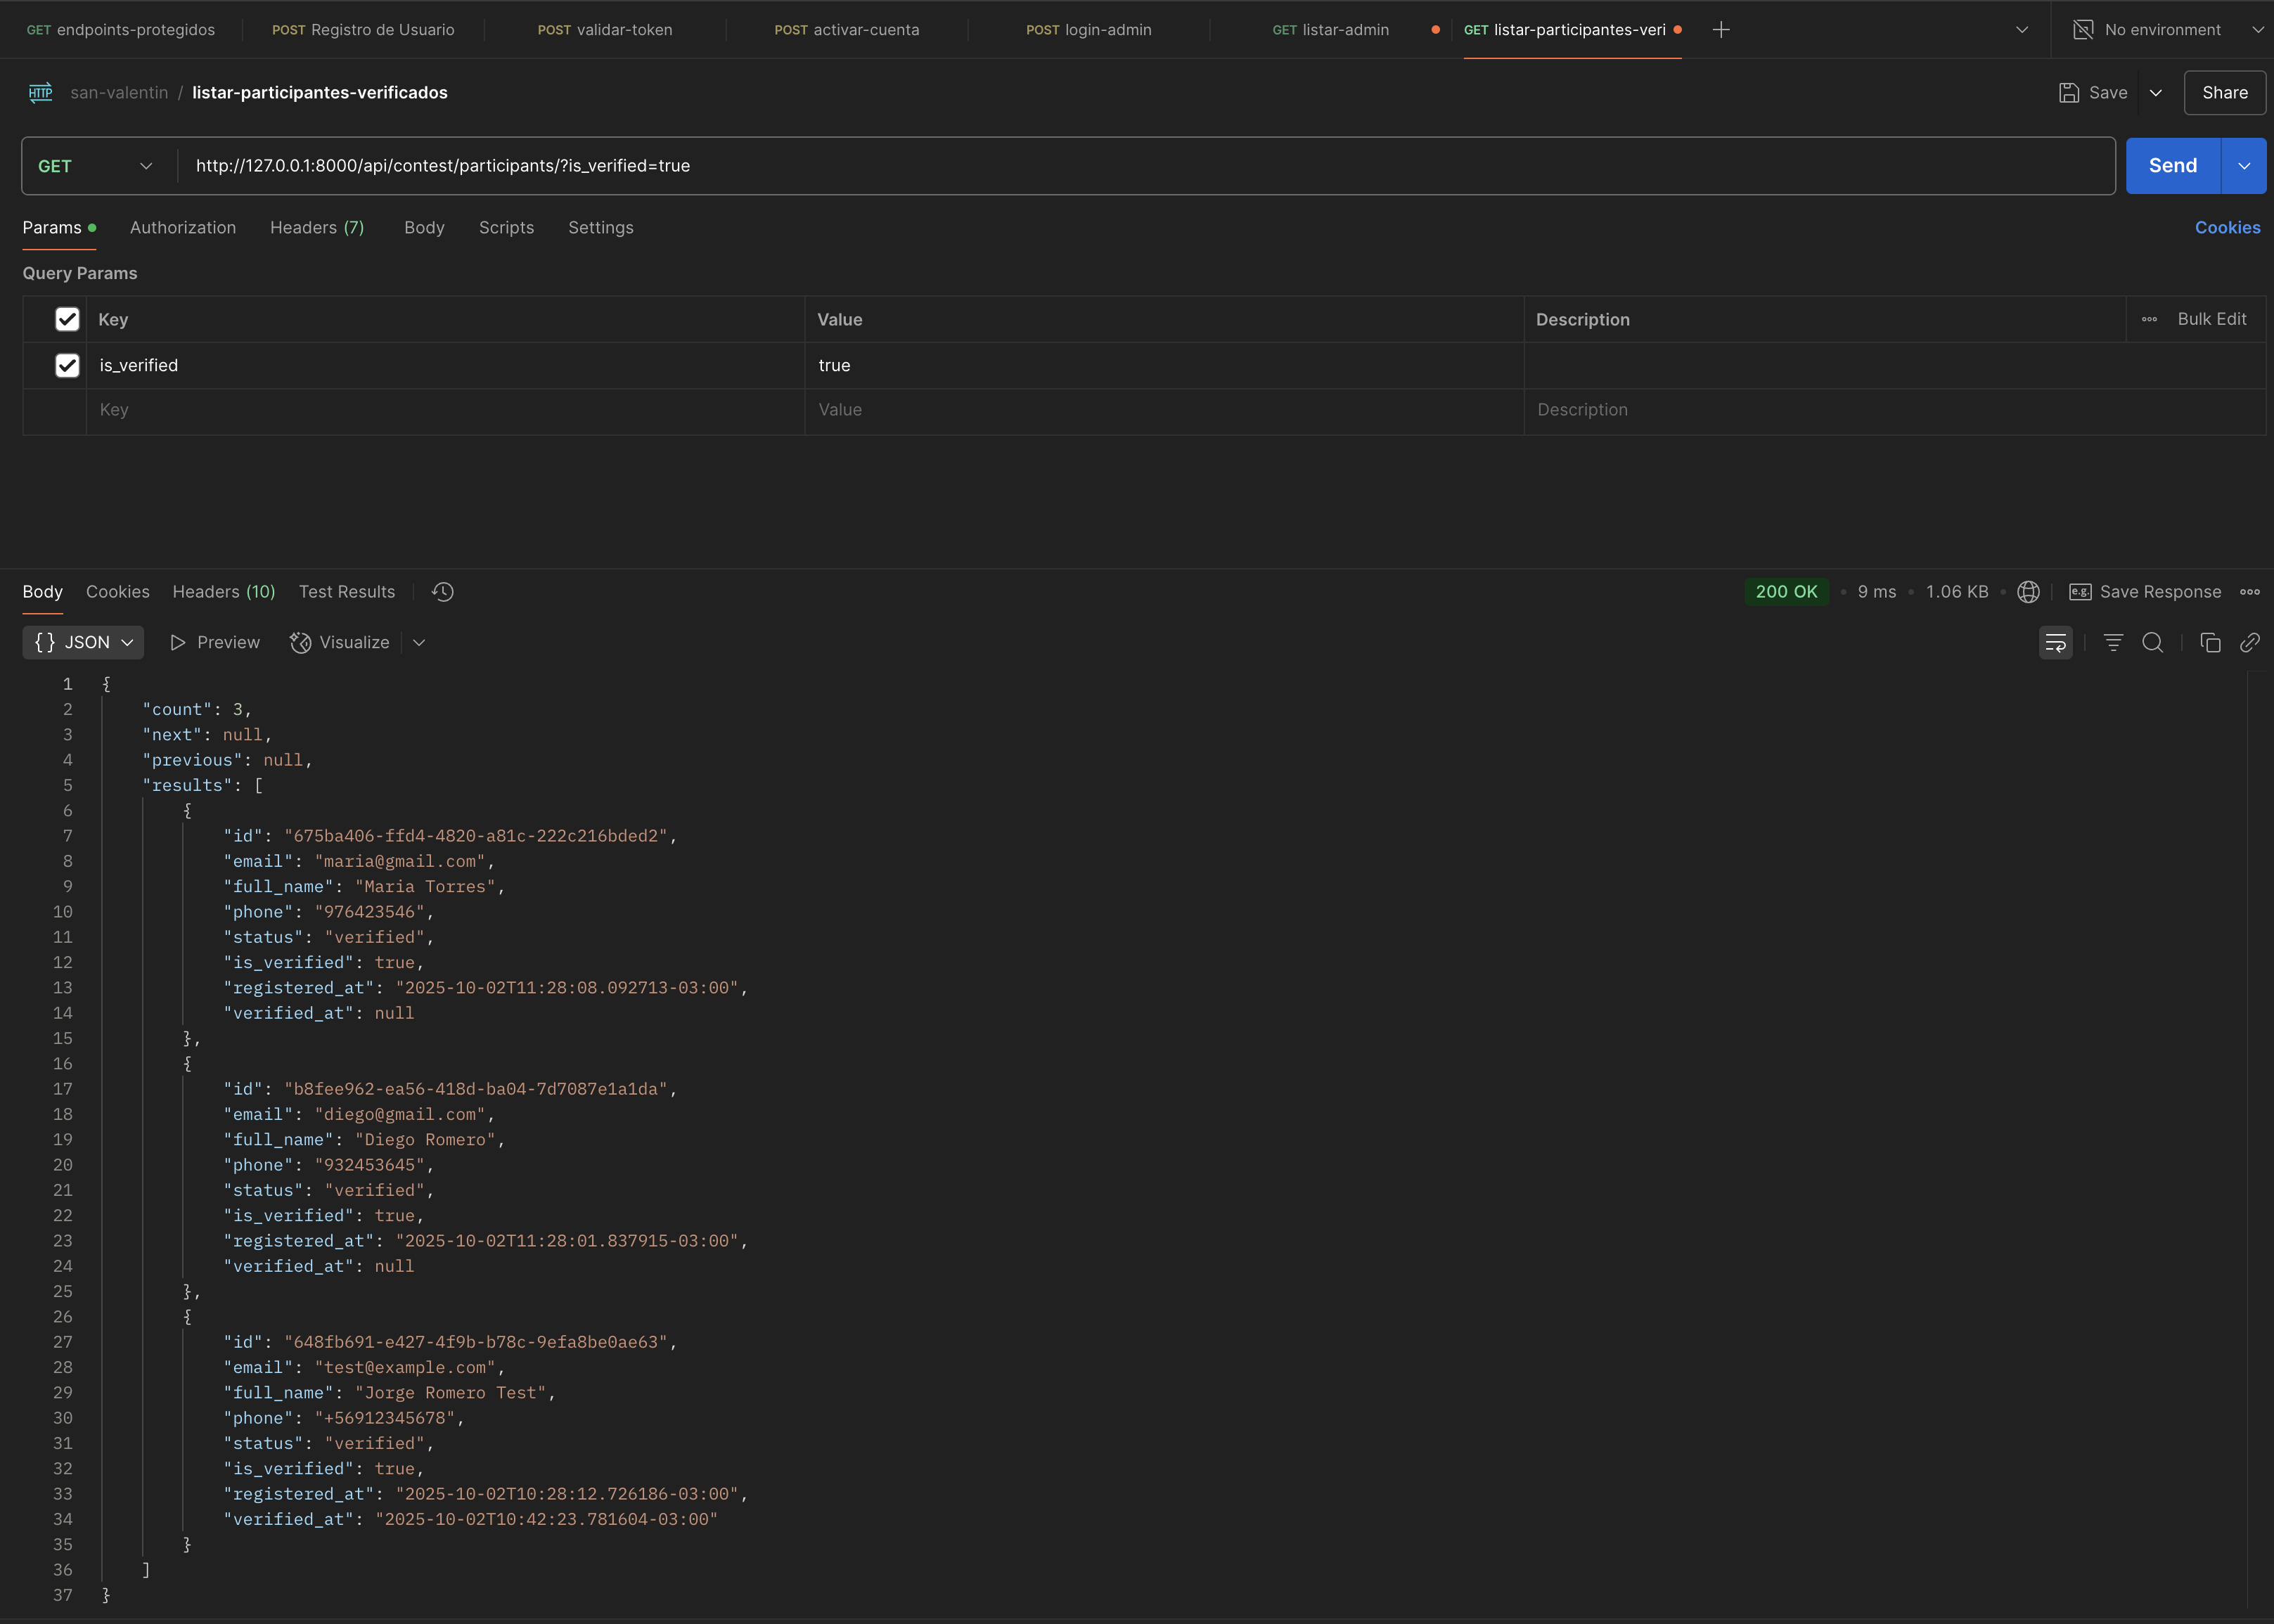 GET endpoints-protegidos POST Registro de Usuario POST validar-token POST activar-cuenta POST login-admin GET listar-admin GET listar-participantes-veri No environment
HTTP san-valentin / listar-participantes-verificados Save Share
GET http://127.0.0.1:8000/api/contest/participants/?is_verified=true Send
Params Authorization Headers (7) Body Scripts Settings Cookies
Query Params
Key Value Description Bulk Edit
is_verified true
Key Value Description
Body Cookies Headers (10) Test Results 200 OK 9 ms 1.06 KB e.g. Save Response
{ } JSON Preview Visualize
1 {
2 "count": 3,
3 "next": null,
4 "previous": null,
5 "results": [
6 {
7 "id": "675ba406-ffd4-4820-a81c-222c216bded2",
8 "email": "maria@gmail.com",
9 "full_name": "Maria Torres",
10 "phone": "976423546",
11 "status": "verified",
12 "is_verified": true,
13 "registered_at": "2025-10-02T11:28:08.092713-03:00",
14 "verified_at": null
15 },
16 {
17 "id": "b8fee962-ea56-418d-ba04-7d7087e1a1da",
18 "email": "diego@gmail.com",
19 "full_name": "Diego Romero",
20 "phone": "932453645",
21 "status": "verified",
22 "is_verified": true,
23 "registered_at": "2025-10-02T11:28:01.837915-03:00",
24 "verified_at": null
25 },
26 {
27 "id": "648fb691-e427-4f9b-b78c-9efa8be0ae63",
28 "email": "test@example.com",
29 "full_name": "Jorge Romero Test",
30 "phone": "+56912345678",
31 "status": "verified",
32 "is_verified": true,
33 "registered_at": "2025-10-02T10:28:12.726186-03:00",
34 "verified_at": "2025-10-02T10:42:23.781604-03:00"
35 }
36 ]
37 }